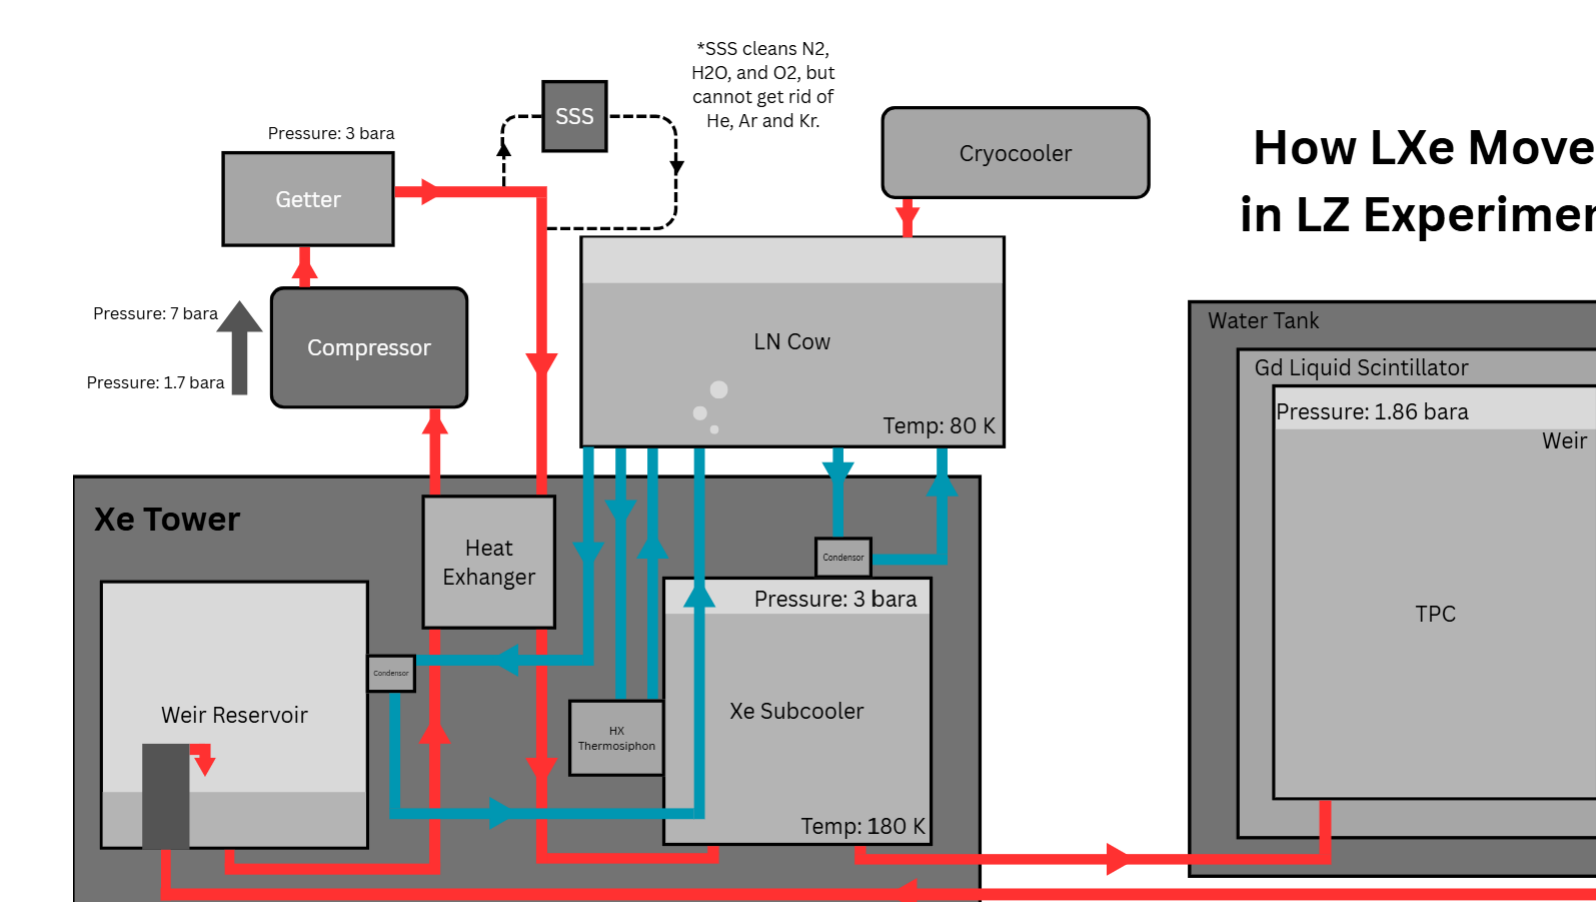 *SSS cleans N2,
H2O, and O2, but
cannot get rid of
He, Ar and Kr.
SSS
Pressure: 3 bara
Getter
Cryocooler
How LXe Move
in LZ Experimen
Pressure: 7 bara
Compressor
Pressure: 1.7 bara
LN Cow
Temp: 80 K
Water Tank
Gd Liquid Scintillator
Pressure: 1.86 bara
Weir
TPC
Xe Tower
Heat
Exhanger
Condensor
Pressure: 3 bara
Condensor
Weir Reservoir
HX
Thermosiphon
Xe Subcooler
Temp: 180 K